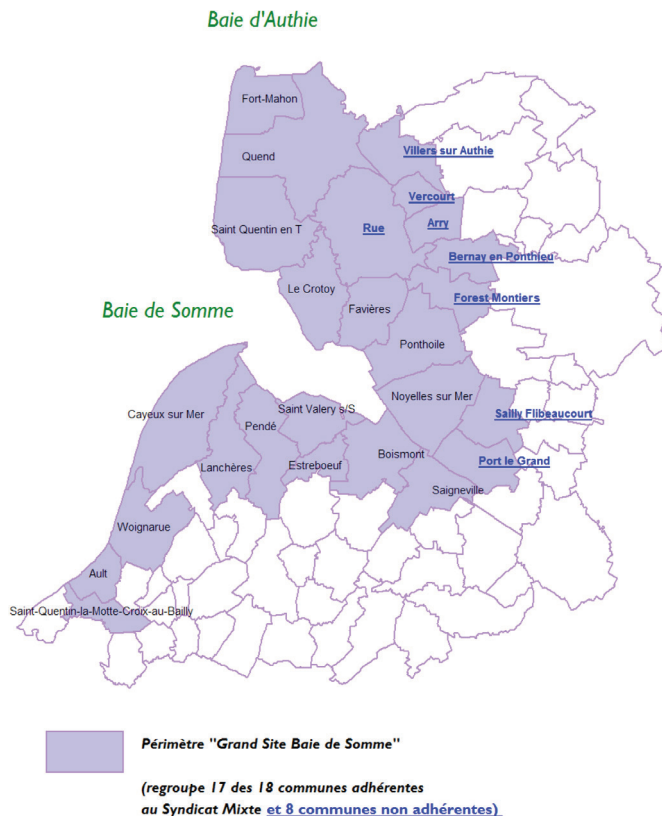 Baie d'Authie
Fort-Mahon
Quend
Villers sur Authie
Vercourt
Saint Quentin en T
Rue
Arry
Bernay en Ponthieu
Le Crotoy
Forest Montiers
Favières
Baie de Somme
Ponthoile
Noyelles sur Mer
Saint Valery s/S
Cayeux sur Mer
Sailly Flibeaucourt
Pendé
Boismont
Port le Grand
Lanchères
Estreboeuf
Saigneville
Woignarue
Ault
Saint-Quentin-la-Motte-Croix-au-Bailly
Périmètre "Grand Site Baie de Somme"
(regroupe 17 des 18 communes adhérentes
au Syndicat Mixte et 8 communes non adhérentes)